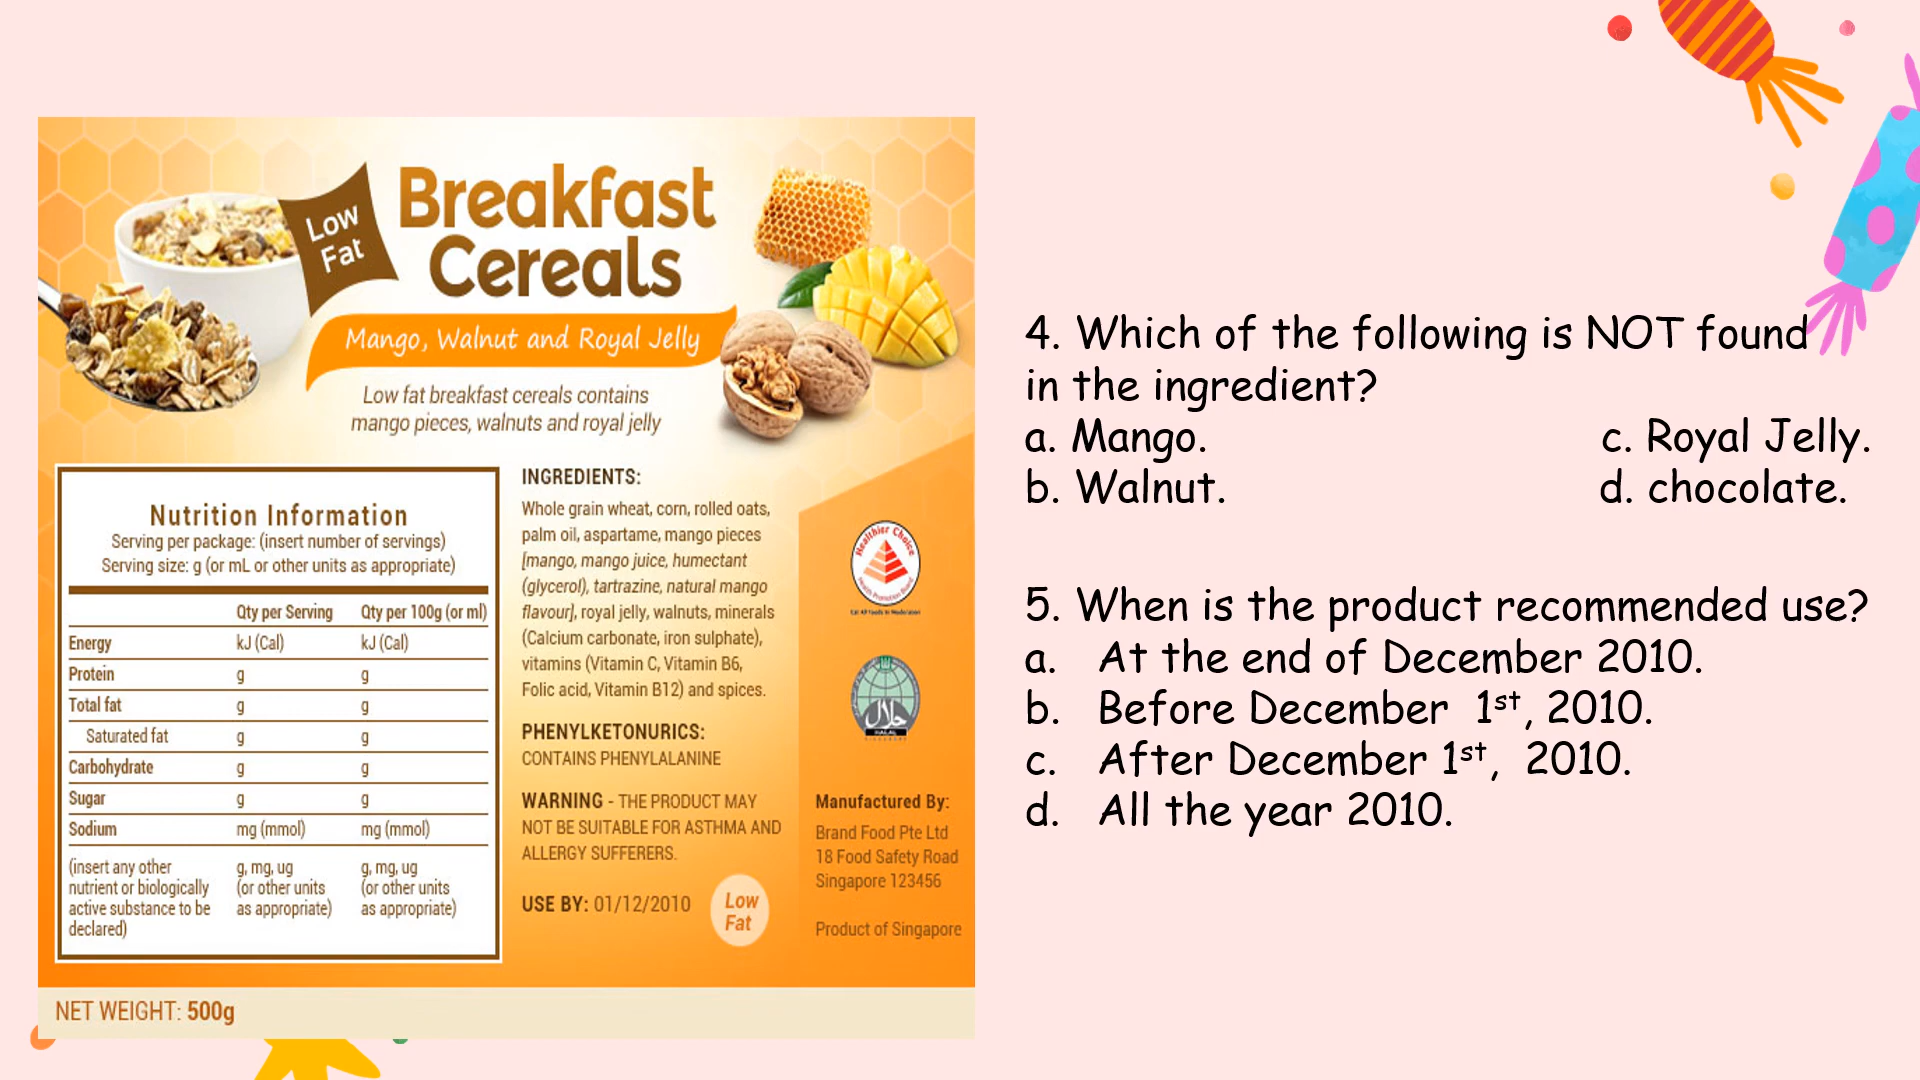 Low
Fat
Breakfast
Cereals
Mango, Walnut and Royal Jelly
Low fat breakfast cereals contains
mango pieces, walnuts and royal jelly
Nutrition Information
Serving per package: (insert number of servings)
Serving size: g (or mL or other units as appropriate)
Qty per Serving Qty per 100g (or ml)
Energy kJ (Cal) kJ (Cal)
Protein g g
Total fat g g
Saturated fat g g
Carbohydrate g g
Sugar g g
Sodium mg (mmol) mg (mmol)
(insert any other g, mg, ug g, mg, ug
nutrient or biologically (or other units (or other units
active substance to be as appropriate) as appropriate)
declared)
INGREDIENTS:
Whole grain wheat, corn, rolled oats,
palm oil, aspartame, mango pieces
[mango, mango juice, humectant
(glycerol), tartrazine, natural mango
flavour], royal jelly, walnuts, minerals
(Calcium carbonate, iron sulphate),
vitamins (Vitamin C, Vitamin B6,
Folic acid, Vitamin B12) and spices.
PHENYLKETONURICS:
CONTAINS PHENYLALANINE
WARNING - THE PRODUCT MAY
NOT BE SUITABLE FOR ASTHMA AND
ALLERGY SUFFERERS.
USE BY: 01/12/2010
Low
Fat
Healthier Choice
Health Promotion Board
Eat All Foods In Moderation
حلال
HALAL
Manufactured By:
Brand Food Pte Ltd
18 Food Safety Road
Singapore 123456
Product of Singapore
NET WEIGHT: 500g
4. Which of the following is NOT found
in the ingredient?
a. Mango. c. Royal Jelly.
b. Walnut. d. chocolate.
5. When is the product recommended use?
a. At the end of December 2010.
b. Before December 1st, 2010.
c. After December 1st, 2010.
d. All the year 2010.